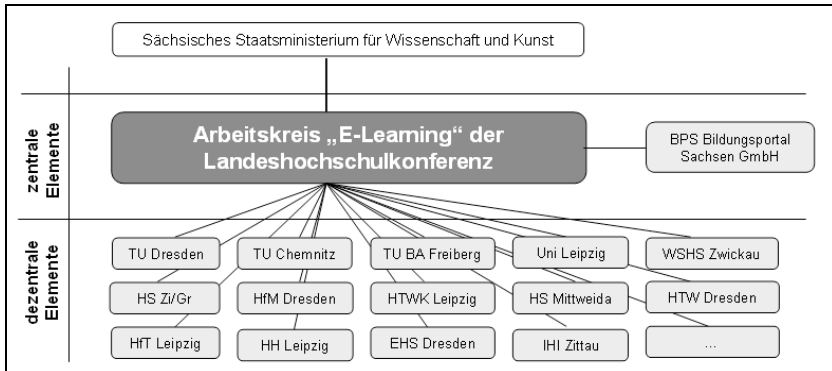 Sächsisches Staatsministerium für Wissenschaft und Kunst
zentrale
Elemente
Arbeitskreis „E-Learning“ der
Landeshochschulkonferenz
BPS Bildungsportal
Sachsen GmbH
dezentrale
Elemente
TU Dresden
TU Chemnitz
TU BA Freiberg
Uni Leipzig
WSHS Zwickau
HS Zi/Gr
HfM Dresden
HTWK Leipzig
HS Mittweida
HTW Dresden
HfT Leipzig
HH Leipzig
EHS Dresden
IHI Zittau
...